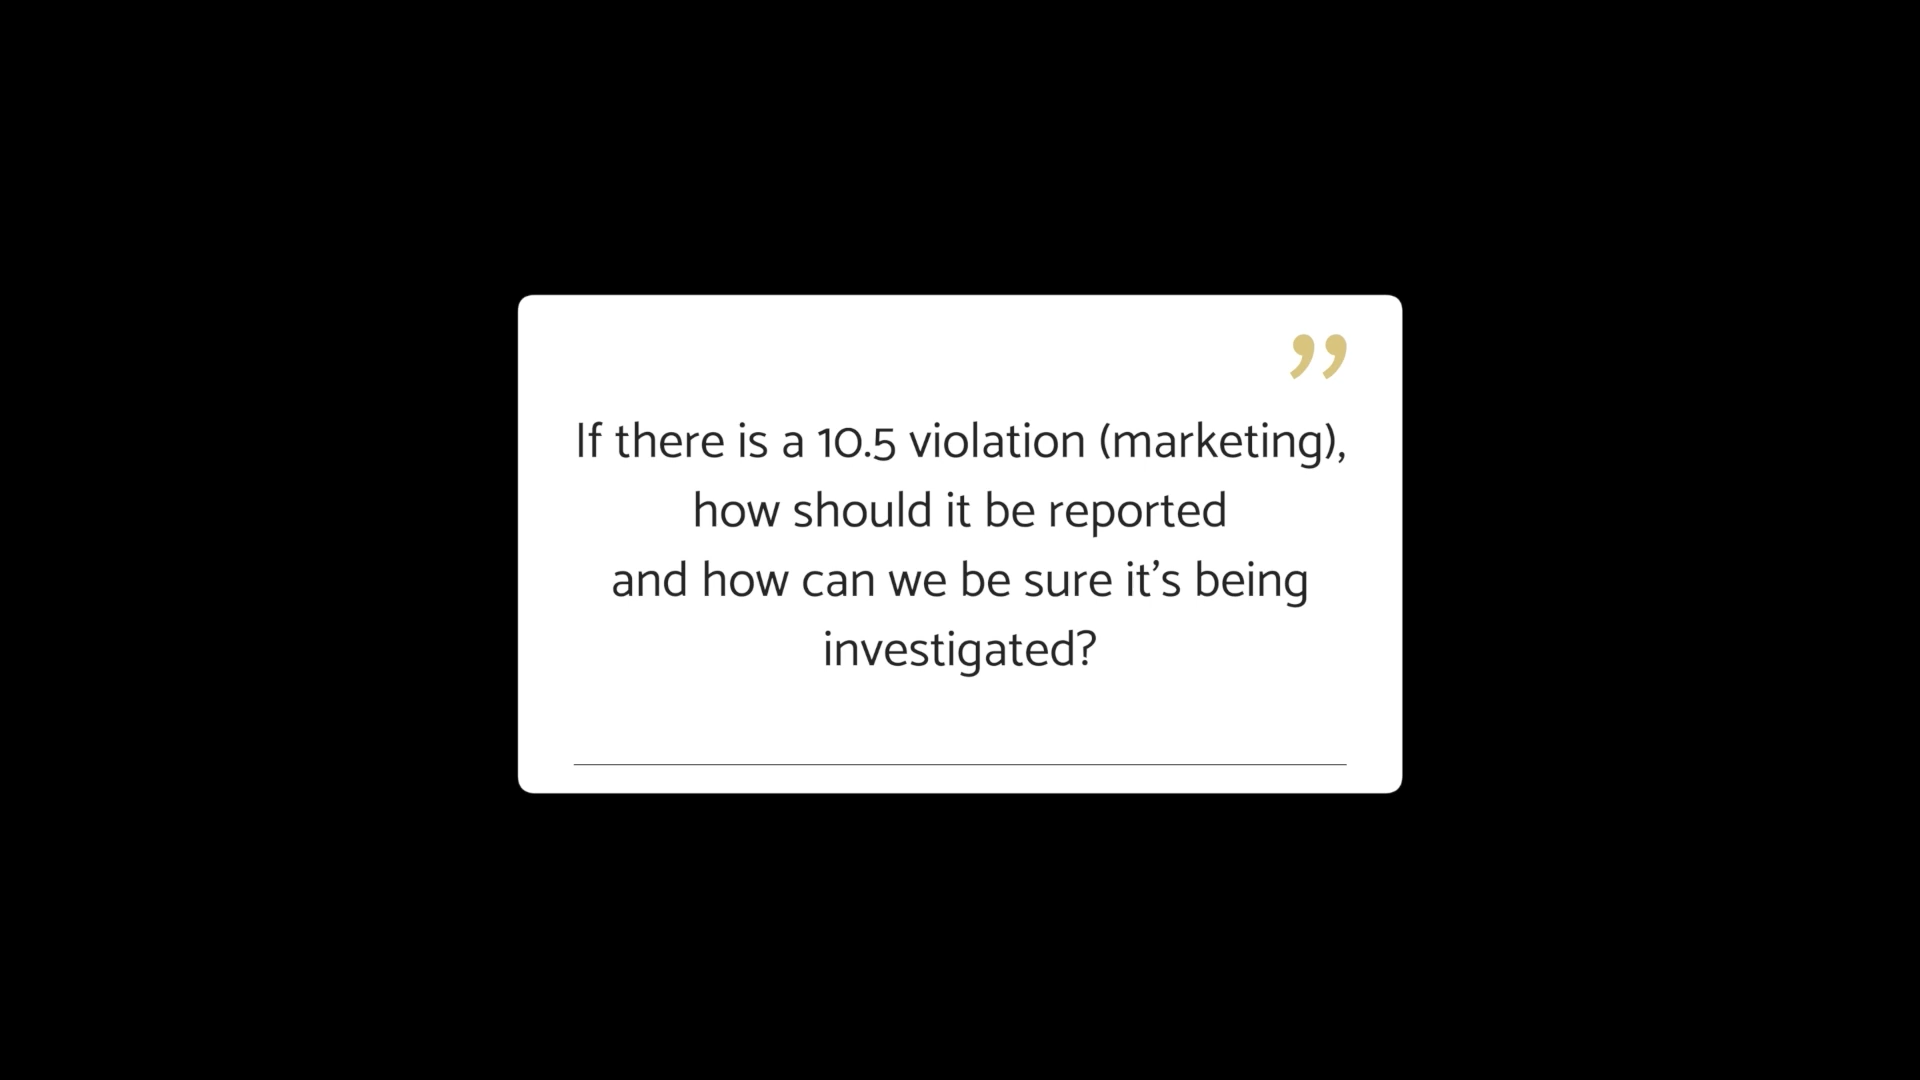 ”
If there is a 10.5 violation (marketing),
how should it be reported
and how can we be sure it’s being
investigated?